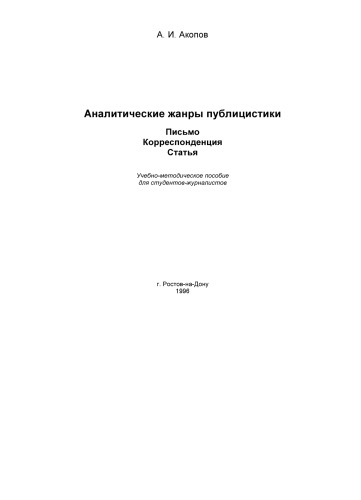 А. И. Акопов
Аналитические жанры публицистики
Письмо
Корреспонденция
Статья
Учебно-методическое пособие
для студентов-журналистов
г. Ростов-на-Дону
1996